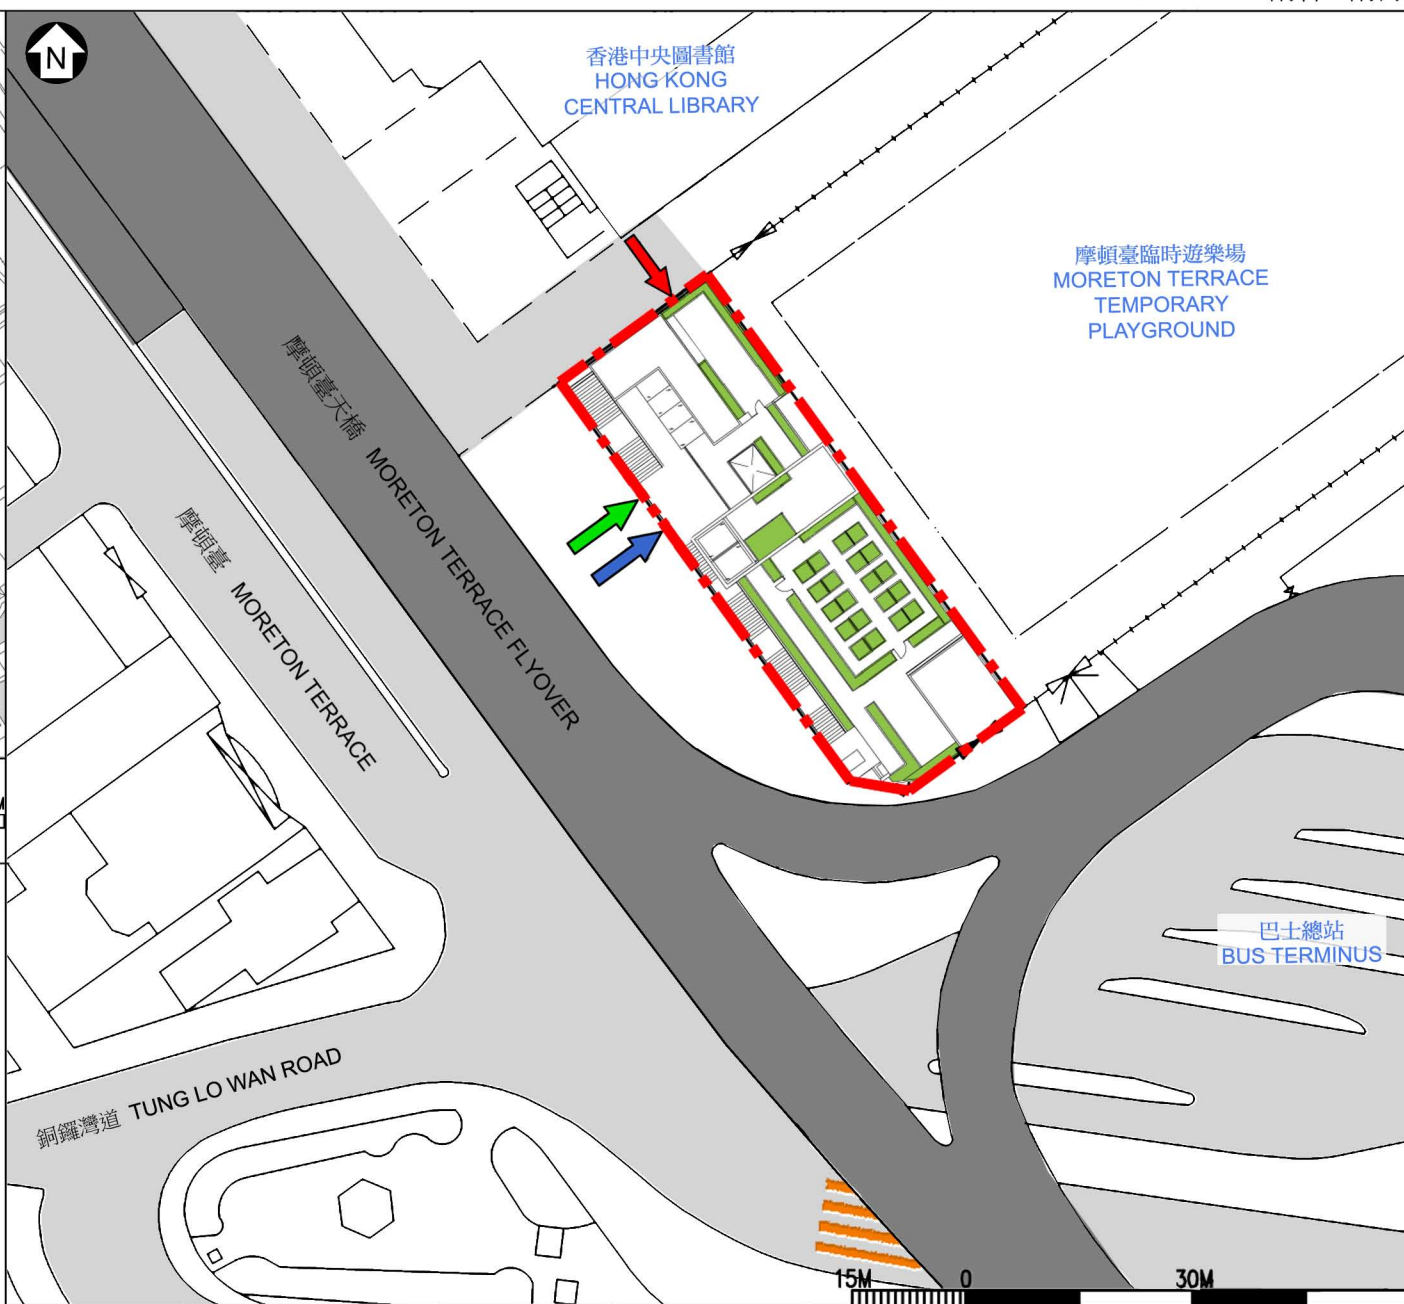 N
香港中央圖書館
HONG KONG
CENTRAL LIBRARY
摩頓臺臨時遊樂場
MORETON TERRACE
TEMPORARY
PLAYGROUND
摩頓臺天橋 MORETON TERRACE FLYOVER
摩頓臺 MORETON TERRACE
巴士總站
BUS TERMINUS
銅鑼灣道 TUNG LO WAN ROAD
15M 0 30M